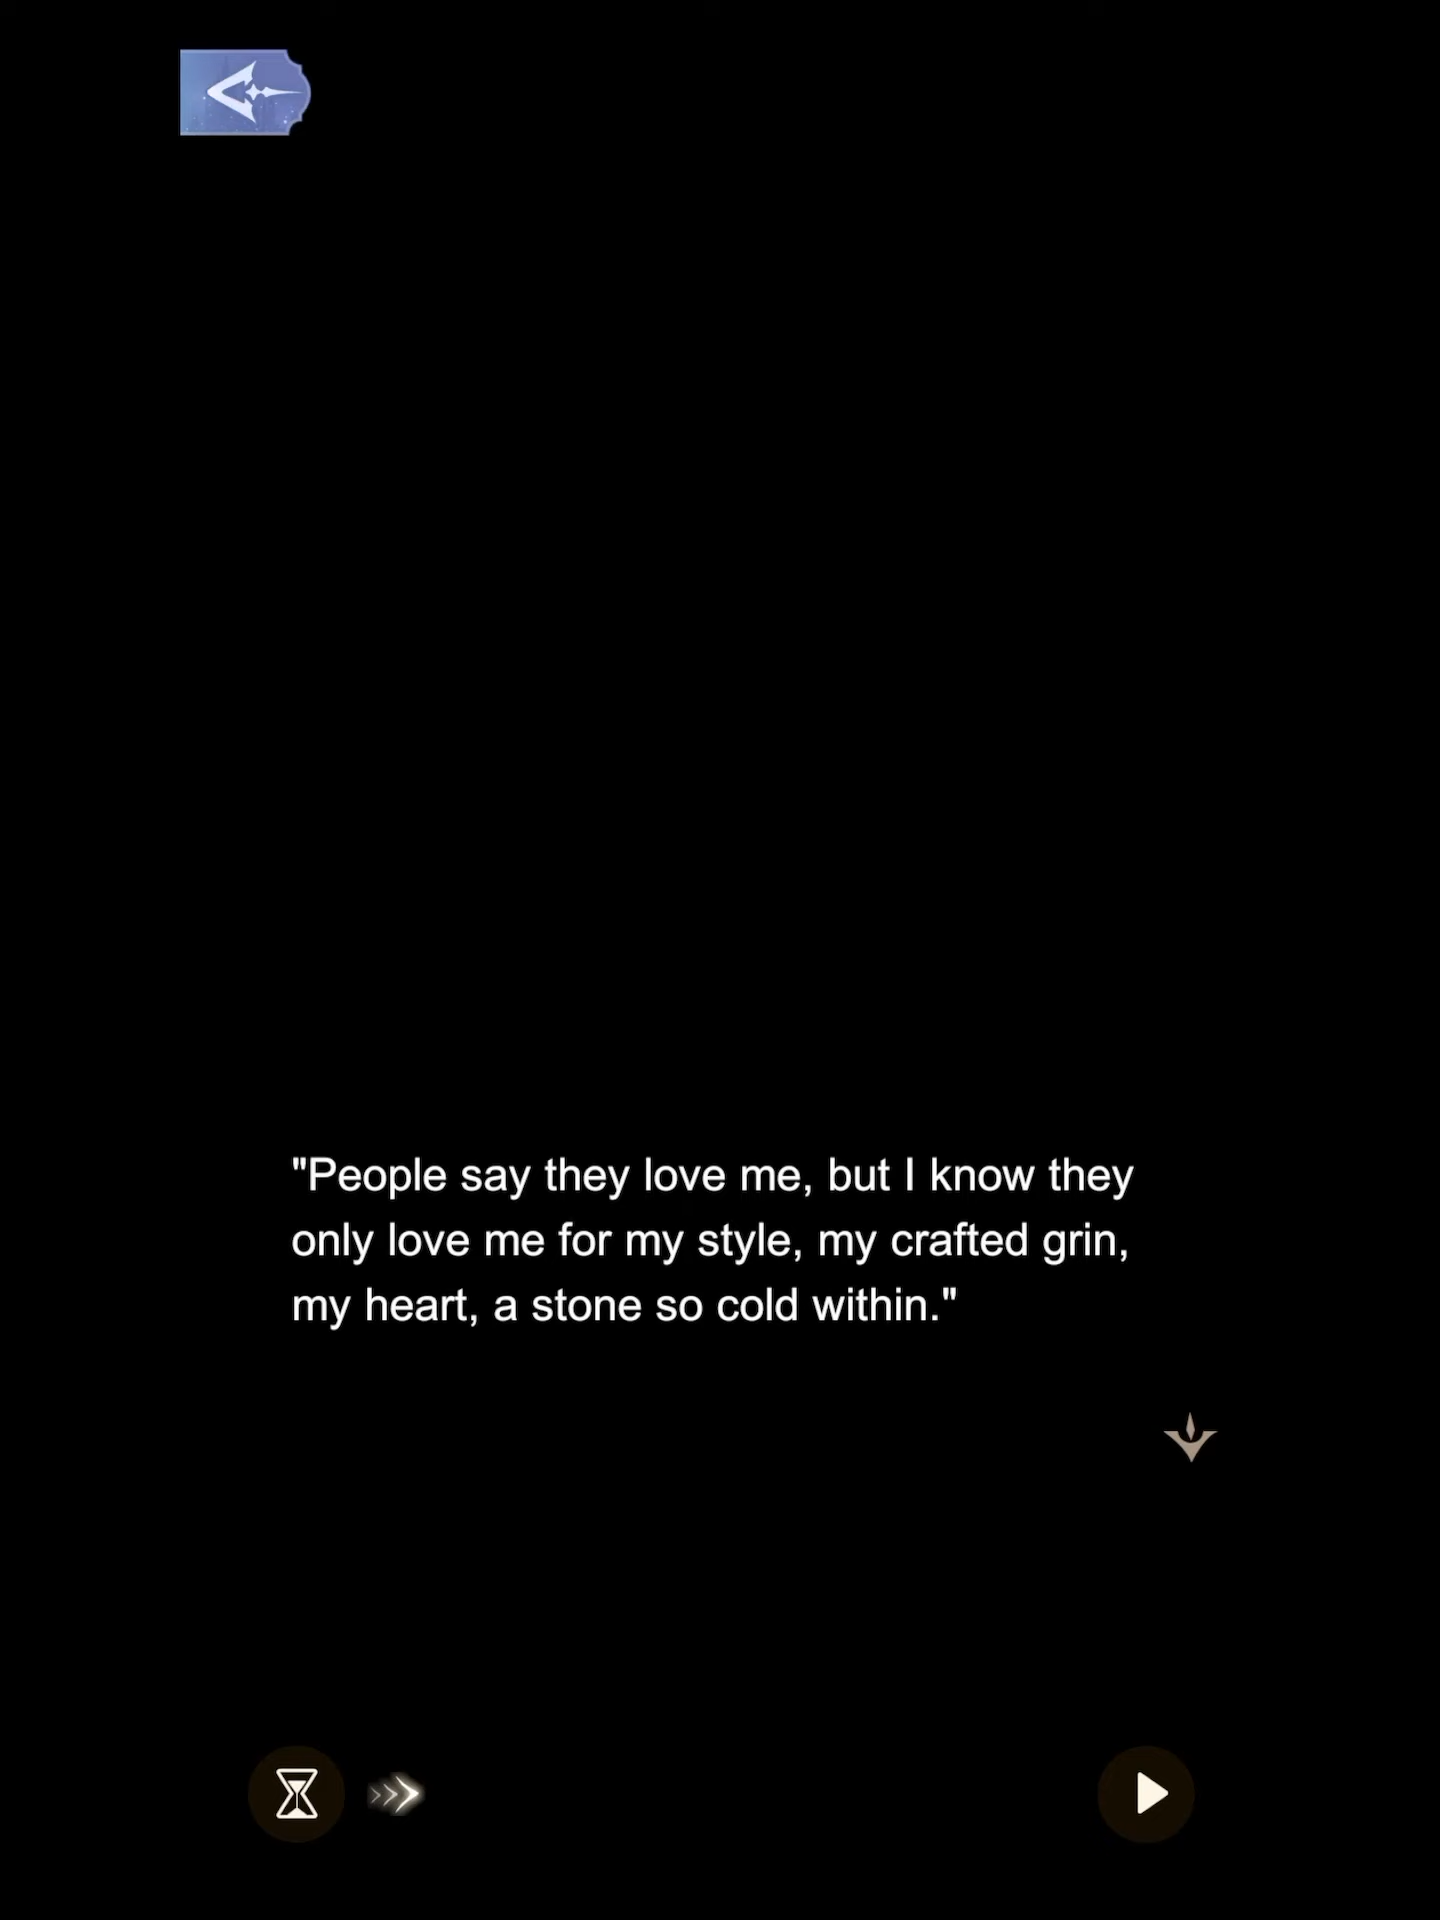 "People say they love me, but I know they
only love me for my style, my crafted grin,
my heart, a stone so cold within."